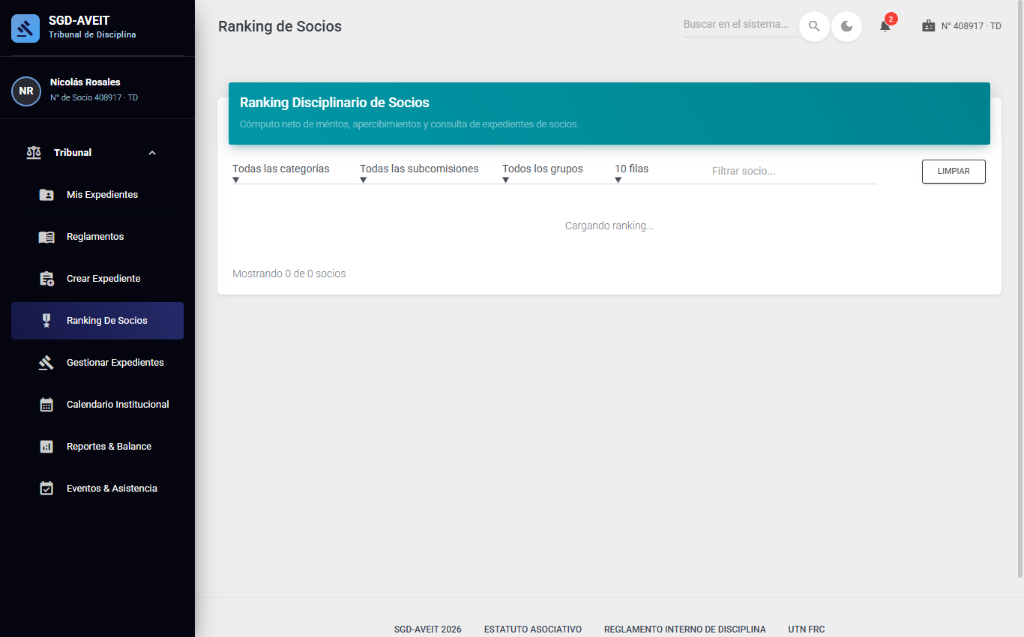 SGD-AVEIT
Tribunal de Disciplina
NR
Nicolás Rosales
N° de Socio 408917 · TD
Tribunal
Mis Expedientes
Reglamentos
Crear Expediente
Ranking De Socios
Gestionar Expedientes
Calendario Institucional
Reportes & Balance
Eventos & Asistencia
Ranking de Socios
Buscar en el sistema...
2
N° 408917 · TD
Ranking Disciplinario de Socios
Cómputo neto de méritos, apercibimientos y consulta de expedientes de socios.
Todas las categorías
Todas las subcomisiones
Todos los grupos
10 filas
Filtrar socio...
LIMPIAR
Cargando ranking...
Mostrando 0 de 0 socios
SGD-AVEIT 2026
ESTATUTO ASOCIATIVO
REGLAMENTO INTERNO DE DISCIPLINA
UTN FRC